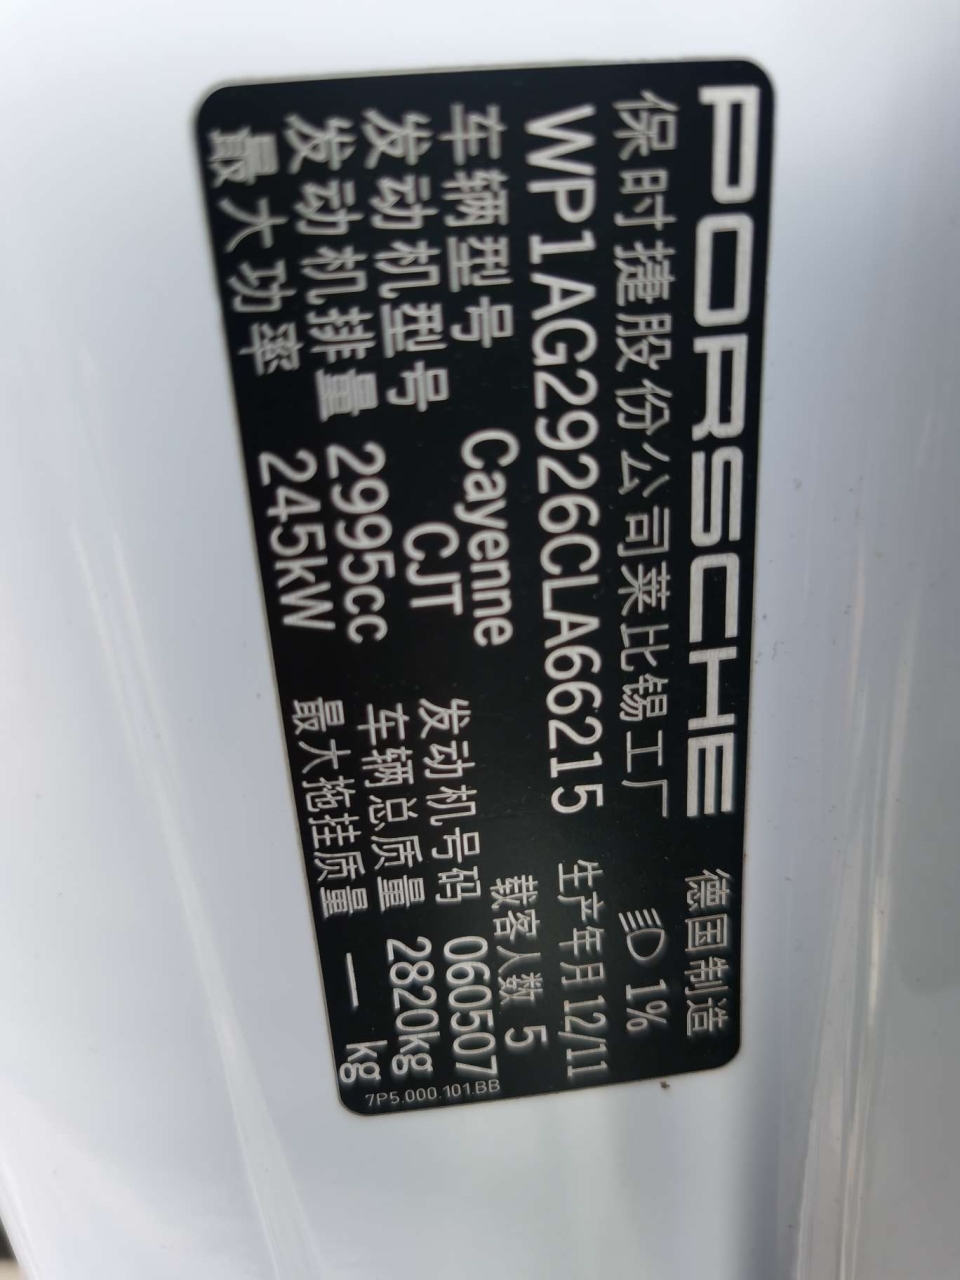 PORSCHE 德国制造
保时捷股份公司莱比锡工厂 1%
WP1AG2926CLA66215 生产年月 12/11
车辆型号 Cayenne 载客人数 5
发动机型号 CJT 发动机号码 060507
发动机排量 2995cc 车辆总质量 2820kg
最大功率 245kW 最大拖挂质量 — kg
7P5.000.101.BB